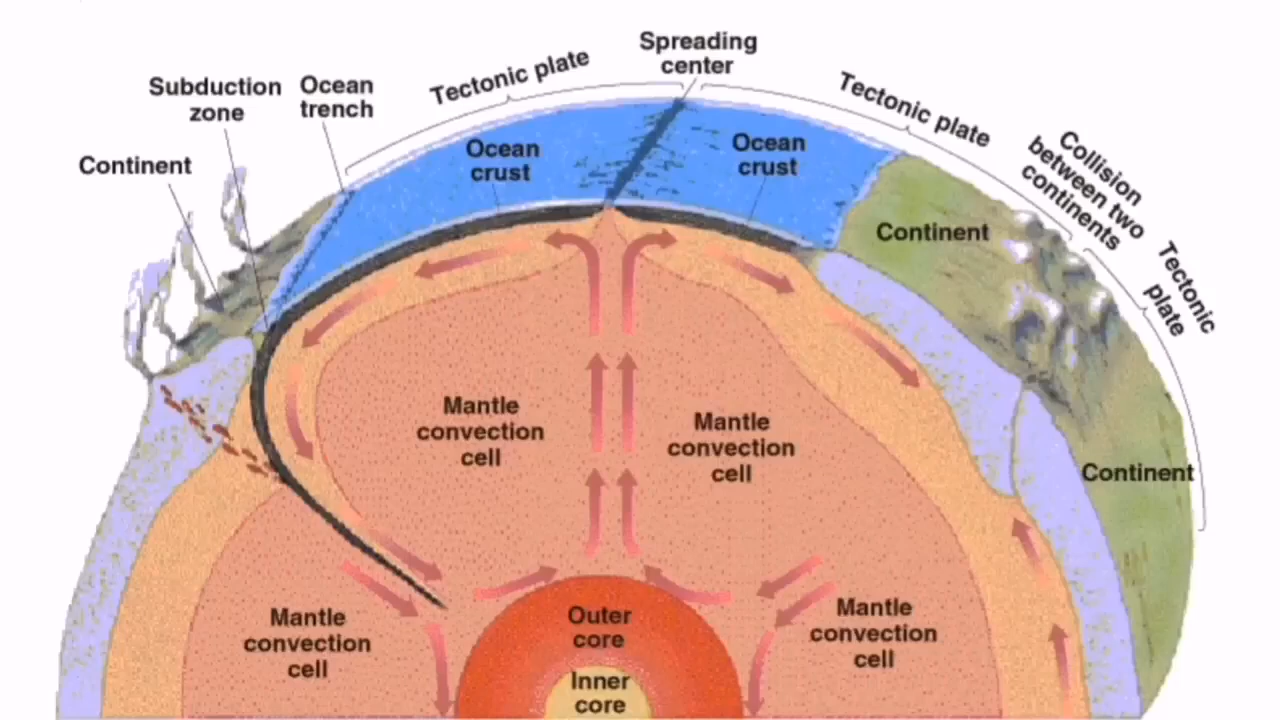 Spreading
center
Tectonic plate
Tectonic plate
Subduction
zone
Ocean
trench
Collision
between two
continents
Continent
Ocean
crust
Ocean
crust
Continent
Tectonic
plate
Mantle
convection
cell
Mantle
convection
cell
Continent
Mantle
convection
cell
Outer
core
Mantle
convection
cell
Inner
core